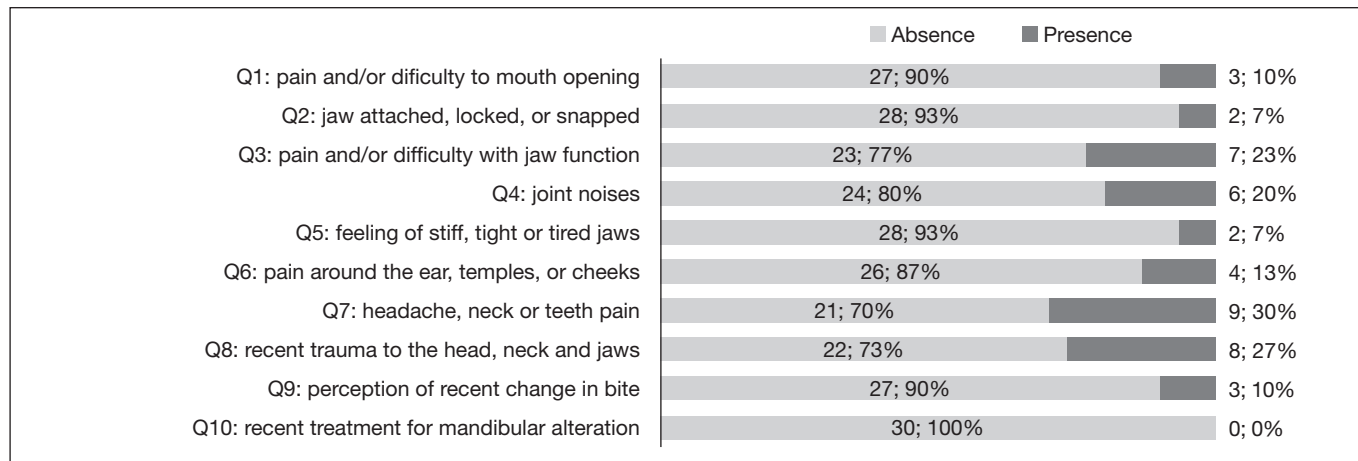 Absence Presence
Q1: pain and/or dificulty to mouth opening 27; 90% 3; 10%
Q2: jaw attached, locked, or snapped 28; 93% 2; 7%
Q3: pain and/or difficulty with jaw function 23; 77% 7; 23%
Q4: joint noises 24; 80% 6; 20%
Q5: feeling of stiff, tight or tired jaws 28; 93% 2; 7%
Q6: pain around the ear, temples, or cheeks 26; 87% 4; 13%
Q7: headache, neck or teeth pain 21; 70% 9; 30%
Q8: recent trauma to the head, neck and jaws 22; 73% 8; 27%
Q9: perception of recent change in bite 27; 90% 3; 10%
Q10: recent treatment for mandibular alteration 30; 100% 0; 0%